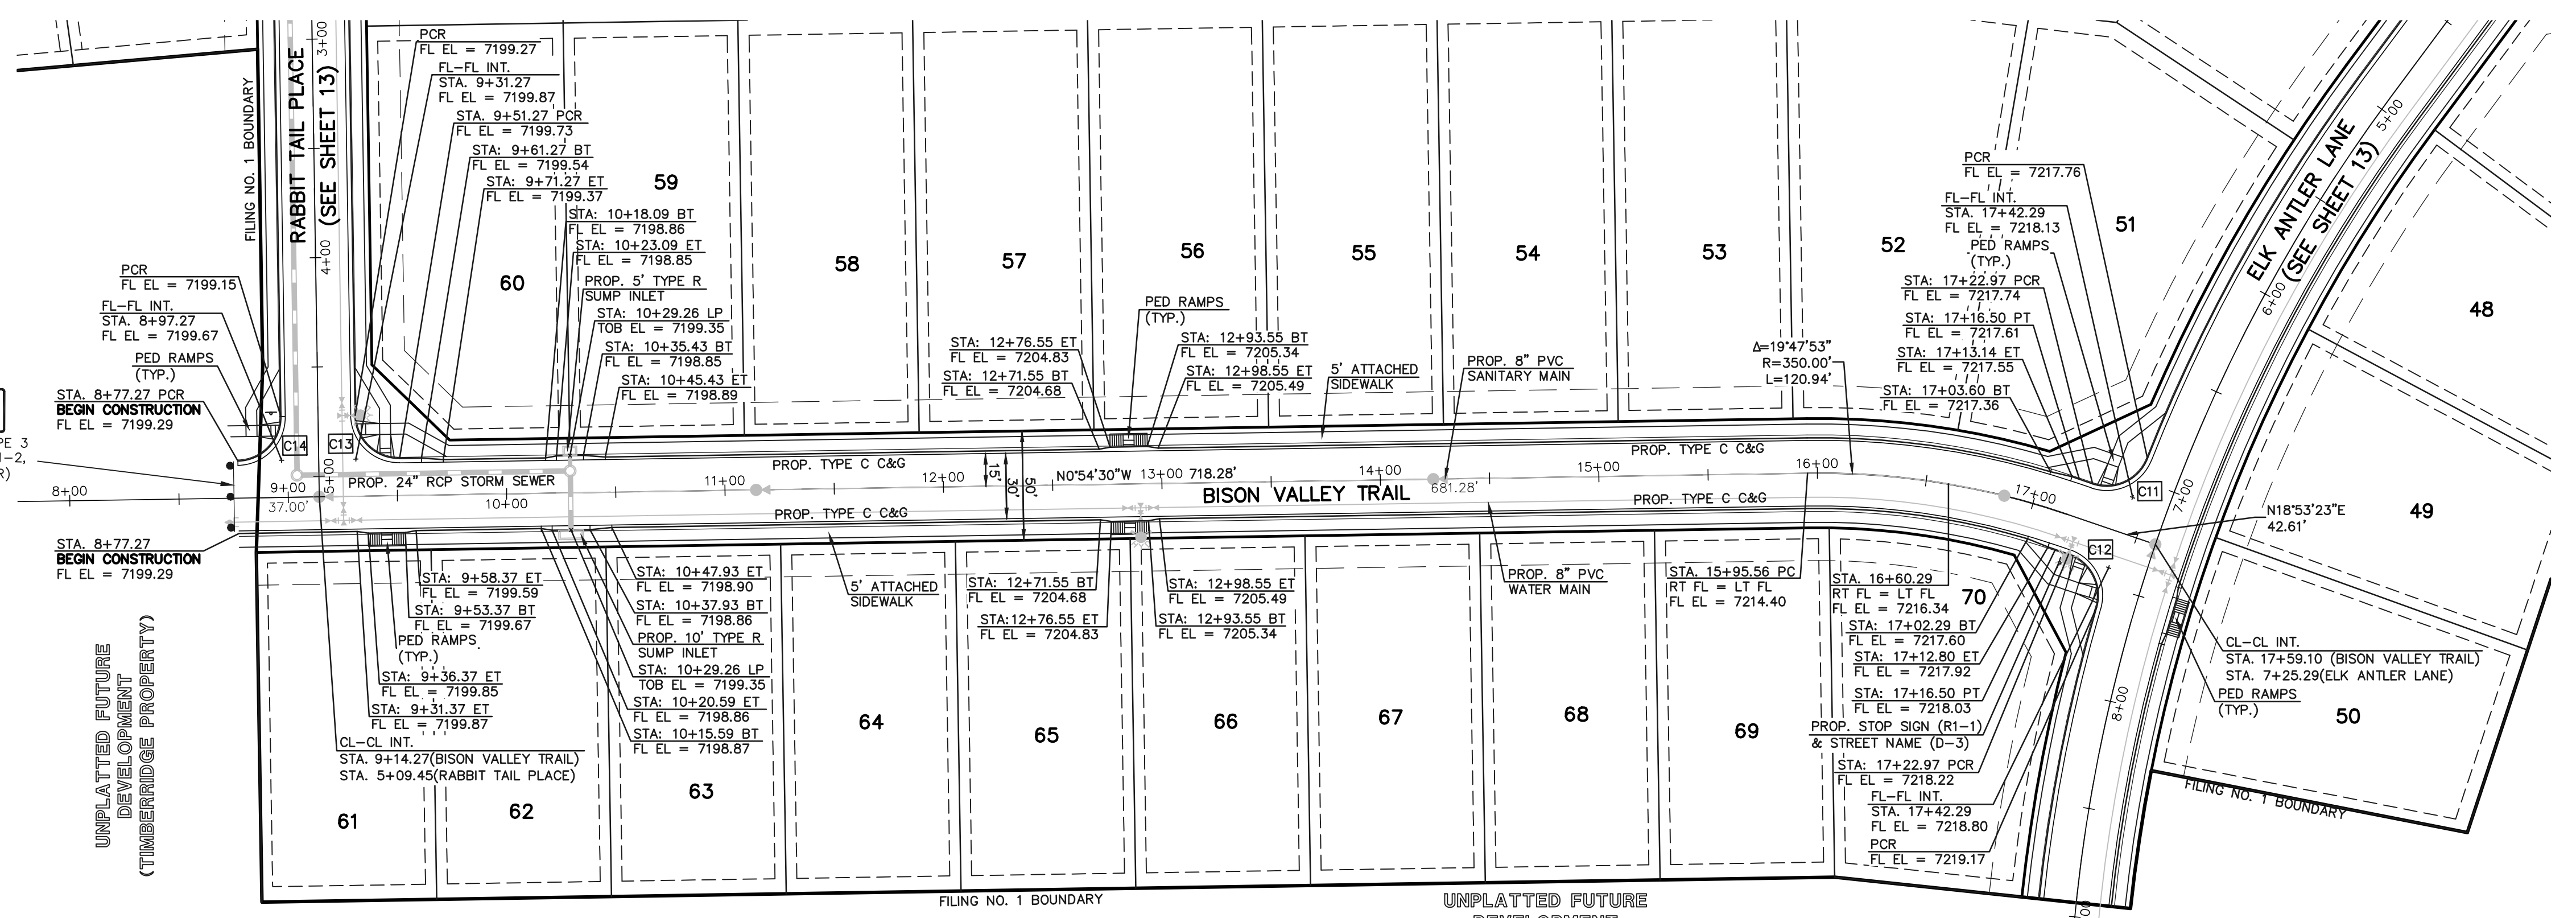 FILING NO. 1 BOUNDARY
RABBIT TAIL PLACE
(SEE SHEET 13)
3+00
4+00
5+00
PCR
FL EL = 7199.27
FL-FL INT.
STA. 9+31.27
FL EL = 7199.87
STA. 9+51.27 PCR
FL EL = 7199.73
STA: 9+61.27 BT
FL EL = 7199.54
STA: 9+71.27 ET
FL EL = 7199.37
STA: 10+18.09 BT
FL EL = 7198.86
STA: 10+23.09 ET
FL EL = 7198.85
PROP. 5' TYPE R
SUMP INLET
STA: 10+29.26 LP
TOB EL = 7199.35
STA: 10+35.43 BT
FL EL = 7198.85
STA: 10+45.43 ET
FL EL = 7198.89
60
59
58
57
56
55
54
53
52
51
48
49
50
PCR
FL EL = 7199.15
FL-FL INT.
STA. 8+97.27
FL EL = 7199.67
PED RAMPS
(TYP.)
STA. 8+77.27 PCR
BEGIN CONSTRUCTION
FL EL = 7199.29
PE 3
-2,
R)
C14
C13
STA: 12+76.55 ET
FL EL = 7204.83
STA: 12+71.55 BT
FL EL = 7204.68
PED RAMPS
(TYP.)
STA: 12+93.55 BT
FL EL = 7205.34
STA: 12+98.55 ET
FL EL = 7205.49
5' ATTACHED
SIDEWALK
PROP. 8" PVC
SANITARY MAIN
Δ=19°47'53"
R=350.00'
L=120.94'
PCR
FL EL = 7217.76
FL-FL INT.
STA. 17+42.29
FL EL = 7218.13
PED RAMPS
(TYP.)
STA: 17+22.97 PCR
FL EL = 7217.74
STA: 17+16.50 PT
FL EL = 7217.61
STA: 17+13.14 ET
FL EL = 7217.55
STA: 17+03.60 BT
FL EL = 7217.36
ELK ANTLER LANE
(SEE SHEET 13)
5+00
6+00
7+00
8+00
8+00
9+00
37.00'
PROP. 24" RCP STORM SEWER
10+00
11+00
12+00
PROP. TYPE C C&G
15'
30'
50'
N0°54'30"W
13+00
718.28'
14+00
681.28'
15+00
PROP. TYPE C C&G
16+00
17+00
BISON VALLEY TRAIL
PROP. TYPE C C&G
PROP. TYPE C C&G
C11
C12
N18°53'23"E
42.61'
STA. 8+77.27
BEGIN CONSTRUCTION
FL EL = 7199.29
UNPLATTED FUTURE
DEVELOPMENT
(TIMBERRIDGE PROPERTY)
STA: 9+58.37 ET
FL EL = 7199.59
STA: 9+53.37 BT
FL EL = 7199.67
PED RAMPS
(TYP.)
STA: 9+36.37 ET
FL EL = 7199.85
STA: 9+31.37 ET
FL EL = 7199.87
CL-CL INT.
STA. 9+14.27(BISON VALLEY TRAIL)
STA. 5+09.45(RABBIT TAIL PLACE)
STA: 10+47.93 ET
FL EL = 7198.90
STA: 10+37.93 BT
FL EL = 7198.86
PROP. 10' TYPE R
SUMP INLET
STA: 10+29.26 LP
TOB EL = 7199.35
STA: 10+20.59 ET
FL EL = 7198.86
STA: 10+15.59 BT
FL EL = 7198.87
5' ATTACHED
SIDEWALK
STA: 12+71.55 BT
FL EL = 7204.68
STA:12+76.55 ET
FL EL = 7204.83
STA: 12+98.55 ET
FL EL = 7205.49
STA: 12+93.55 BT
FL EL = 7205.34
PROP. 8" PVC
WATER MAIN
STA. 15+95.56 PC
RT FL = LT FL
FL EL = 7214.40
STA. 16+60.29
RT FL = LT FL
FL EL = 7216.34
STA: 17+02.29 BT
FL EL = 7217.60
STA: 17+12.80 ET
FL EL = 7217.92
STA: 17+16.50 PT
FL EL = 7218.03
PROP. STOP SIGN (R1-1)
& STREET NAME (D-3)
STA: 17+22.97 PCR
FL EL = 7218.22
FL-FL INT.
STA. 17+42.29
FL EL = 7218.80
PCR
FL EL = 7219.17
CL-CL INT.
STA. 17+59.10 (BISON VALLEY TRAIL)
STA. 7+25.29(ELK ANTLER LANE)
PED RAMPS
(TYP.)
61
62
63
64
65
66
67
68
69
70
FILING NO. 1 BOUNDARY
FILING NO. 1 BOUNDARY
UNPLATTED FUTURE
DEVELOPMENT